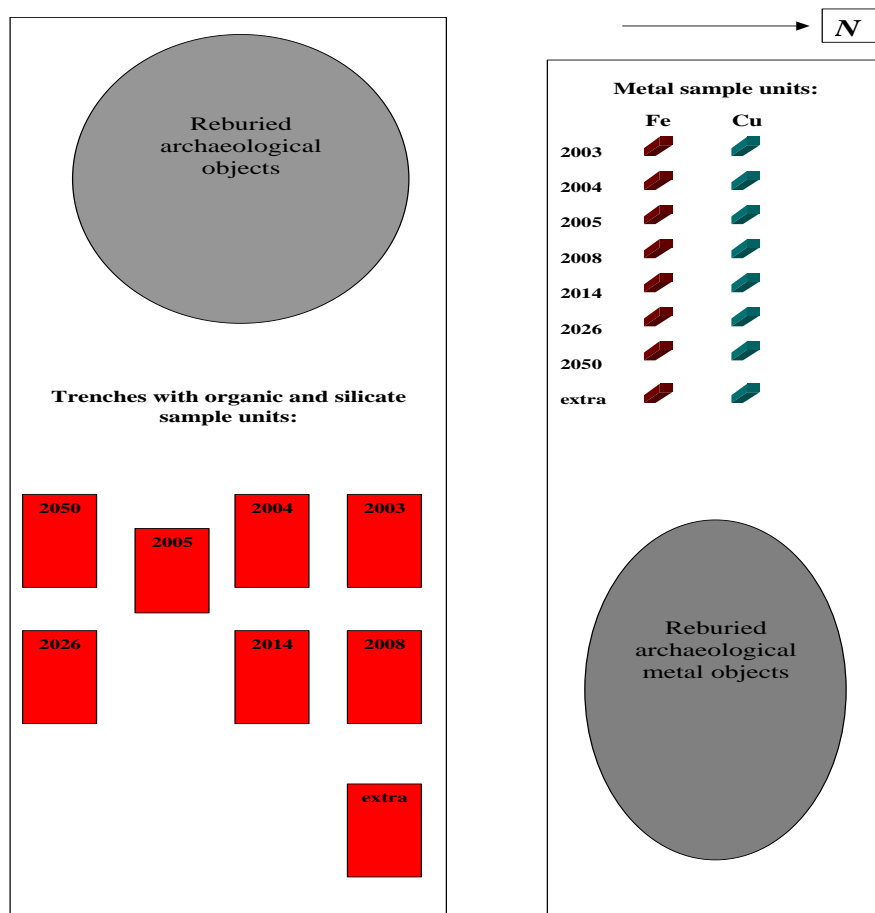 Reburied
archaeological
objects
Trenches with organic and silicate
sample units:
2050
2004
2003
2005
2026
2014
2008
extra
N
Metal sample units:
Fe Cu
2003
2004
2005
2008
2014
2026
2050
extra
Reburied
archaeological
metal objects